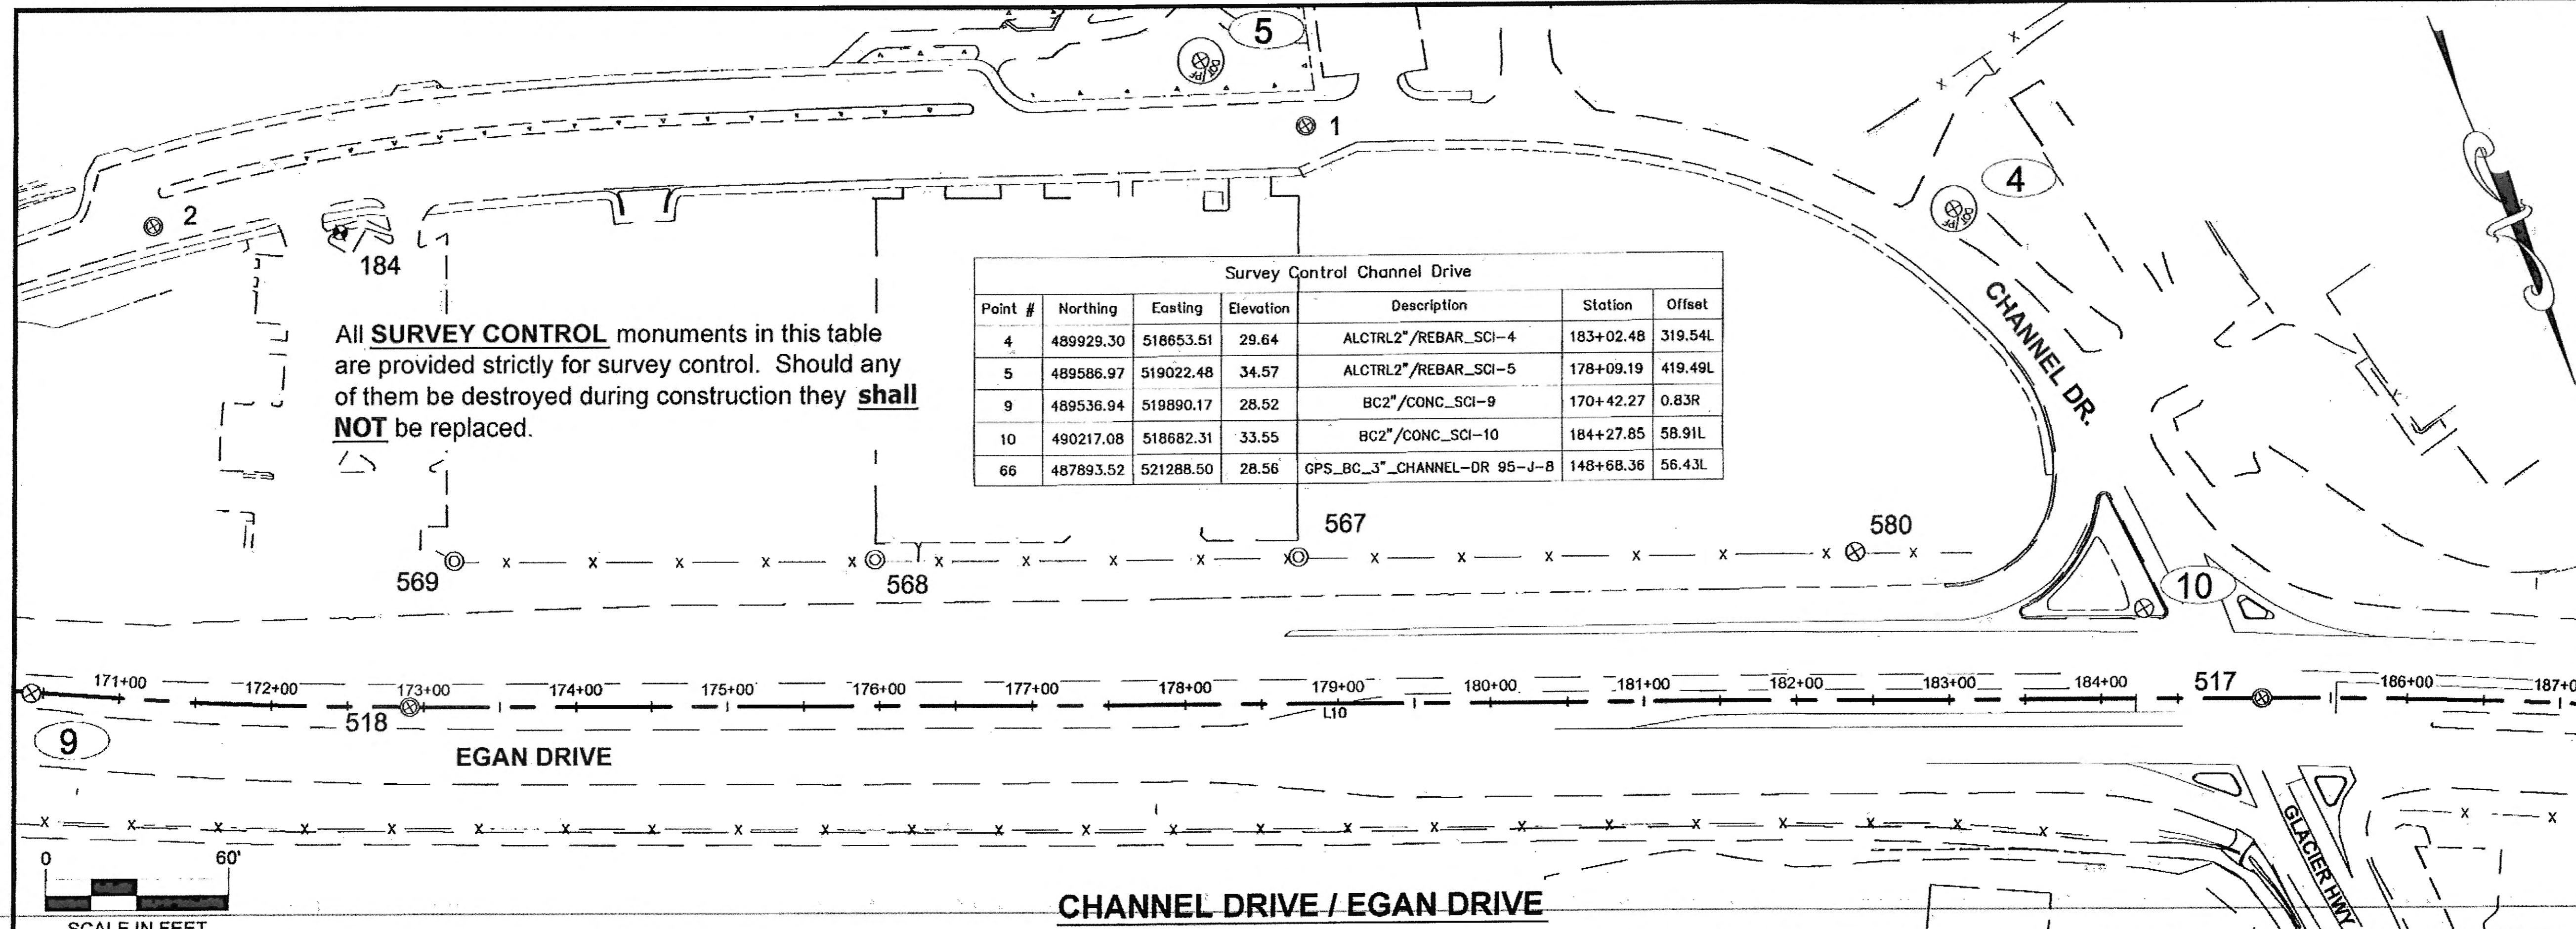 5
1
4
2
184
CHANNEL DR.
All SURVEY CONTROL monuments in this table
are provided strictly for survey control. Should any
of them be destroyed during construction they shall
NOT be replaced.
Survey Control Channel Drive
Point # Northing Easting Elevation Description Station Offset
4 489929.30 518653.51 29.64 ALCTRL2"/REBAR_SCI-4 183+02.48 319.54L
5 489586.97 519022.48 34.57 ALCTRL2"/REBAR_SCI-5 178+09.19 419.49L
9 489536.94 519890.17 28.52 BC2"/CONC_SCI-9 170+42.27 0.83R
10 490217.08 518682.31 33.55 BC2"/CONC_SCI-10 184+27.85 58.91L
66 487893.52 521288.50 28.56 GPS_BC_3"_CHANNEL-DR 95-J-8 148+68.36 56.43L
567
580
569
568
10
171+00 172+00 173+00 174+00 175+00 176+00 177+00 178+00 179+00 180+00 181+00 182+00 183+00 184+00 517 186+00
518
L10
9
EGAN DRIVE
GLACIER HWY
0 60'
SCALE IN FEET
CHANNEL DRIVE / EGAN DRIVE